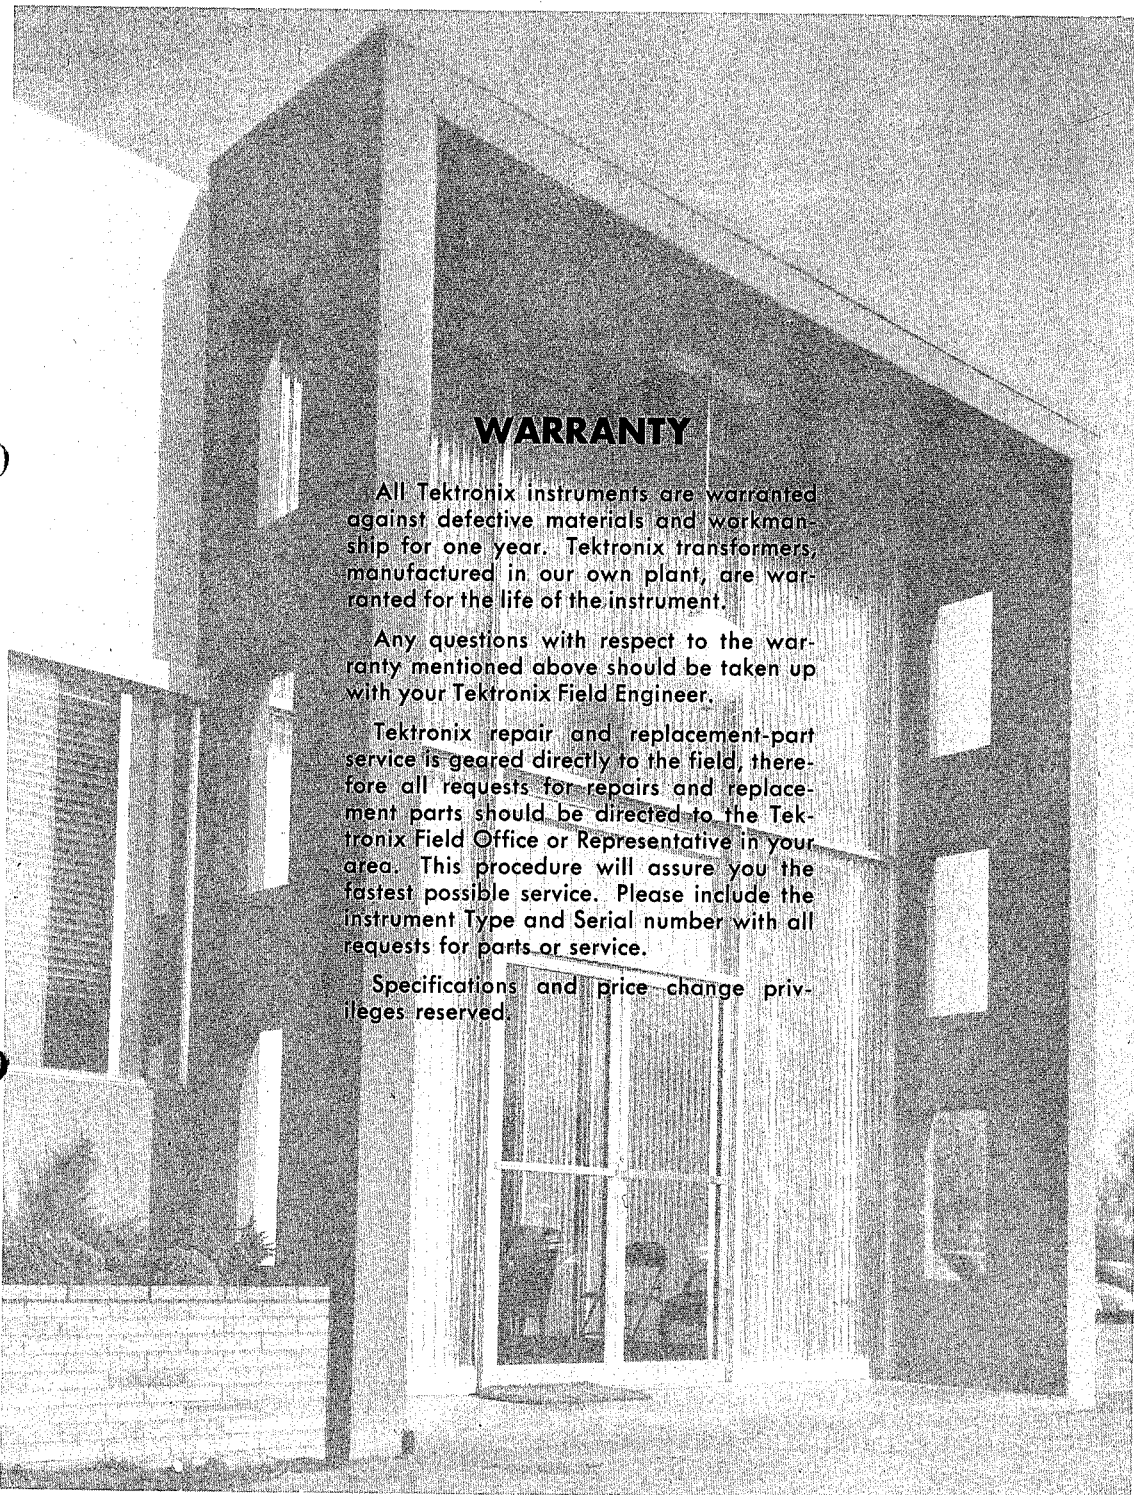 WARRANTY
All Tektronix instruments are warranted
against defective materials and workman-
ship for one year. Tektronix transformers,
manufactured in our own plant, are war-
ranted for the life of the instrument.
Any questions with respect to the war-
ranty mentioned above should be taken up
with your Tektronix Field Engineer.
Tektronix repair and replacement-part
service is geared directly to the field, there-
fore all requests for repairs and replace-
ment parts should be directed to the Tek-
tronix Field Office or Representative in your
area. This procedure will assure you the
fastest possible service. Please include the
instrument Type and Serial number with all
requests for parts or service.
Specifications and price change priv-
ileges reserved.